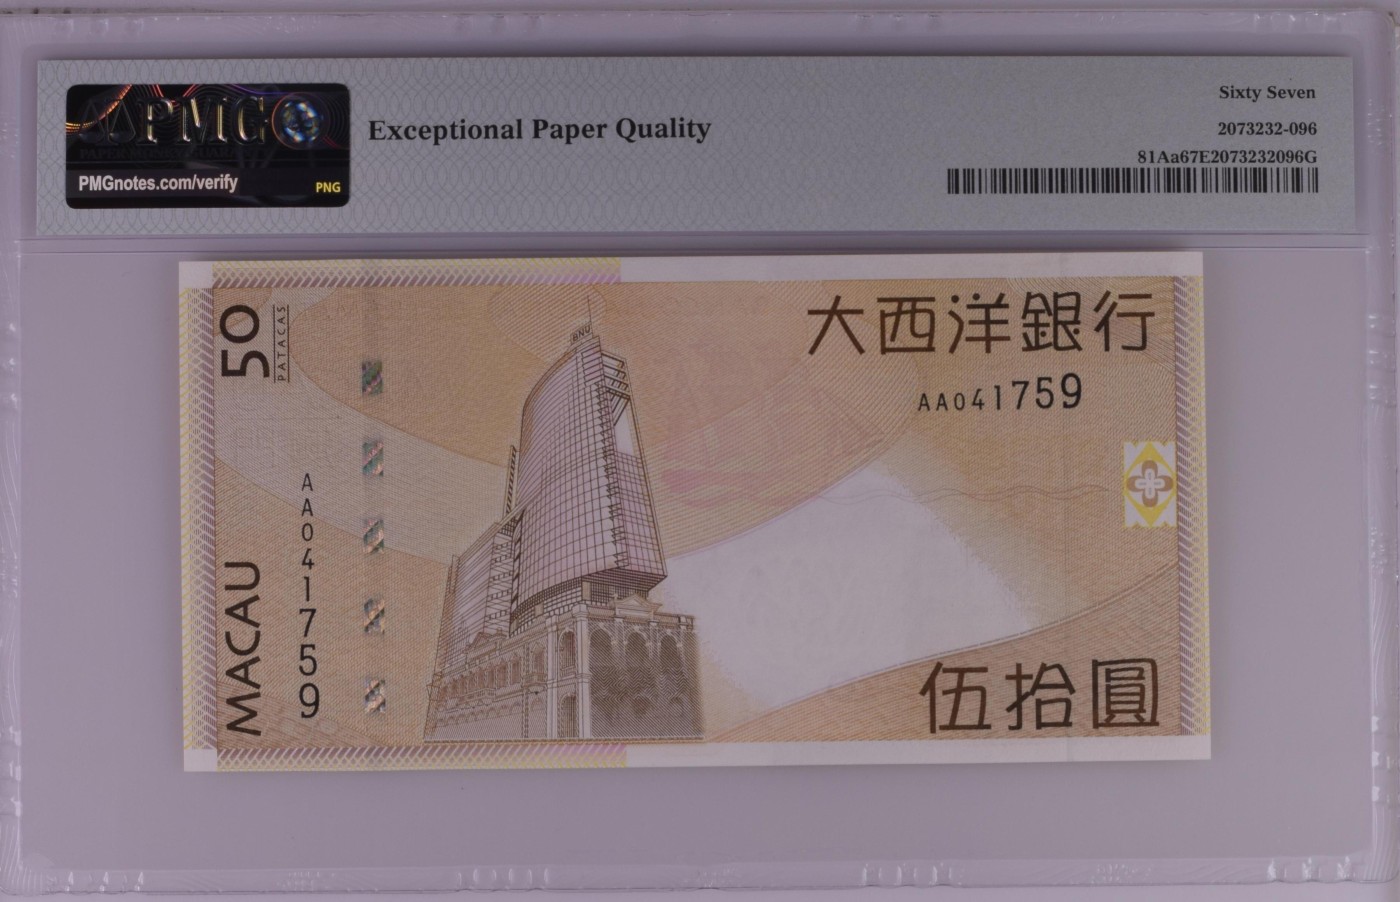 PMG
PMGnotes.com/verify
PNG
Exceptional Paper Quality
Sixty Seven
2073232-096
81Aa67E2073232096G
50
PATACAS
BNU
大西洋銀行
AA041759
AA041759
MACAU
伍拾圓